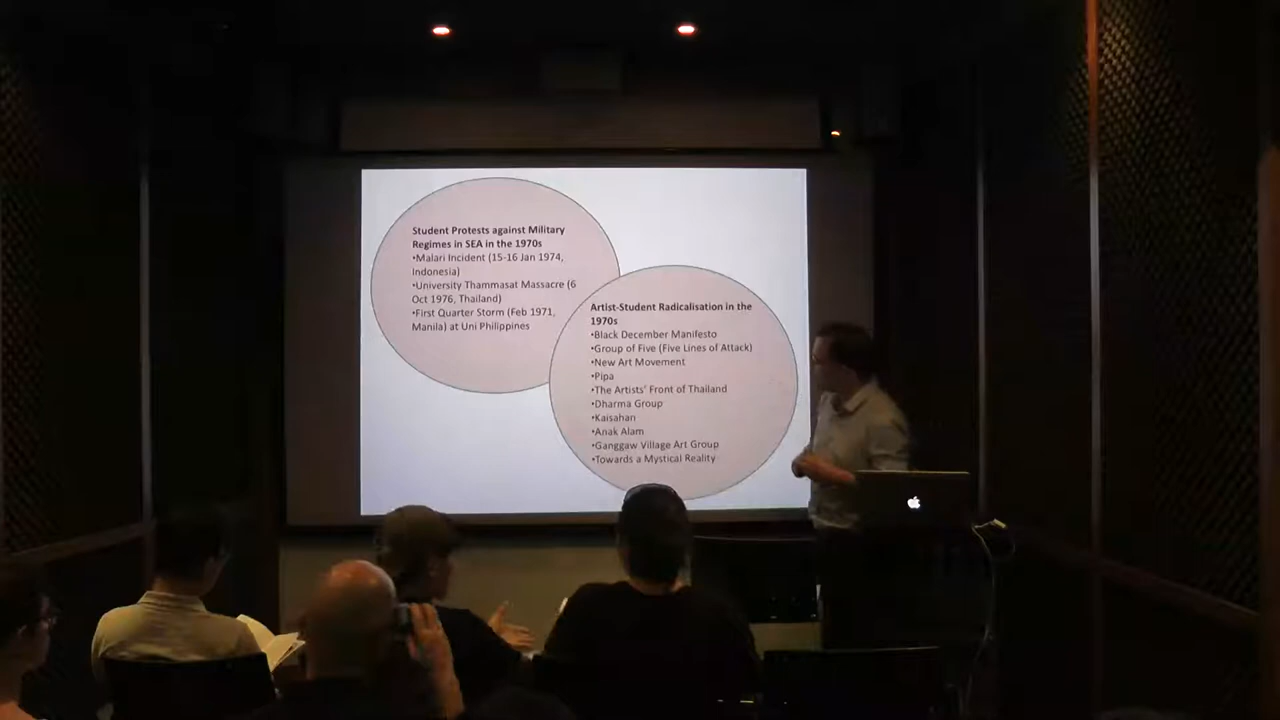 Student Protests against Military
Regimes in SEA in the 1970s
•Malari Incident (15-16 Jan 1974,
Indonesia)
•University Thammasat Massacre (6
Oct 1976, Thailand)
•First Quarter Storm (Feb 1971,
Manila) at Uni Philippines
Artist-Student Radicalisation in the
1970s
•Black December Manifesto
•Group of Five (Five Lines of Attack)
•New Art Movement
•Pipa
•The Artists' Front of Thailand
•Dharma Group
•Kaisahan
•Anak Alam
•Ganggaw Village Art Group
•Towards a Mystical Reality